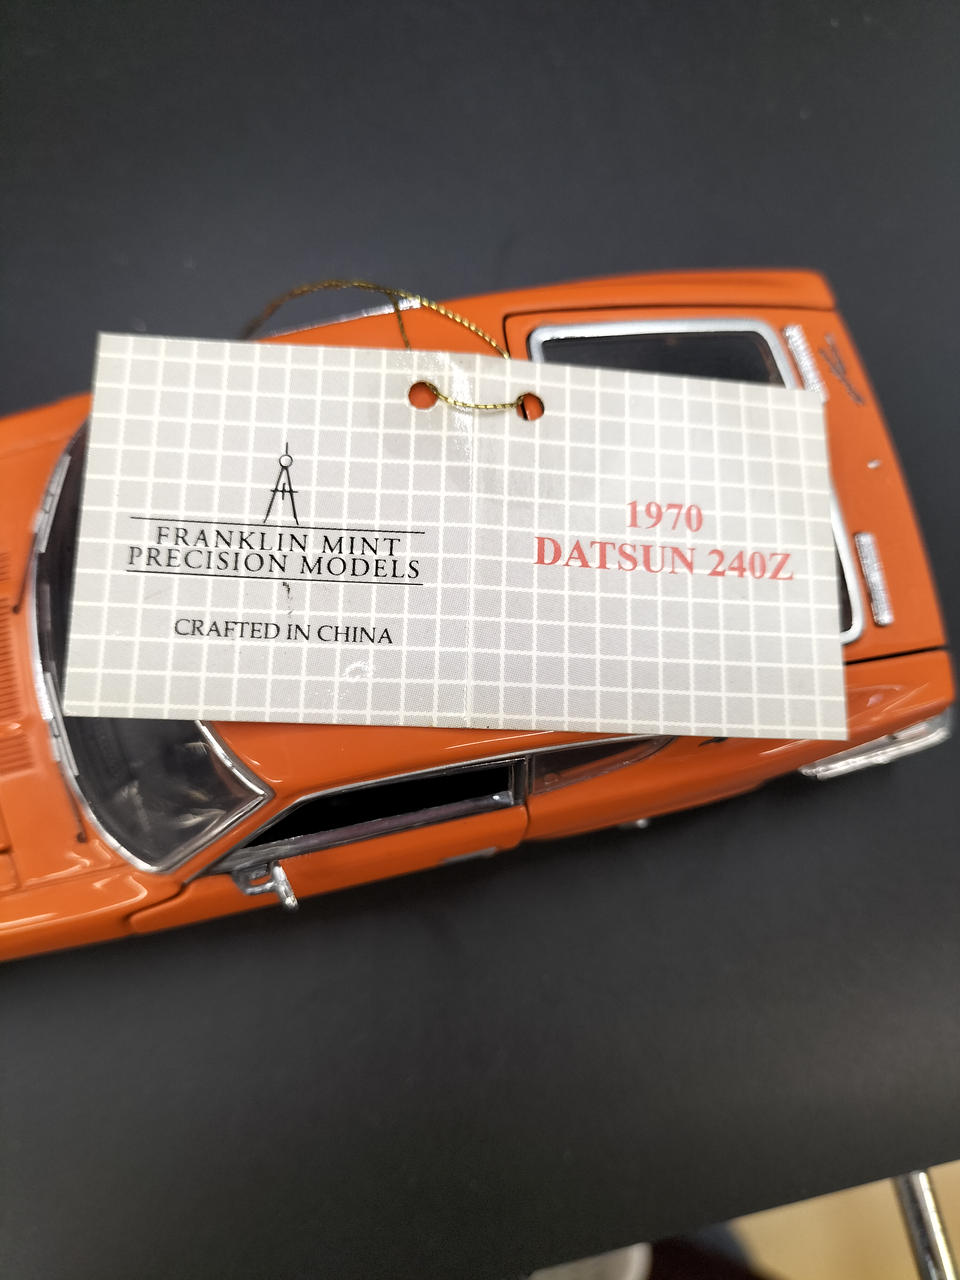 FRANKLIN MINT
PRECISION MODELS
CRAFTED IN CHINA
1970
DATSUN 240Z